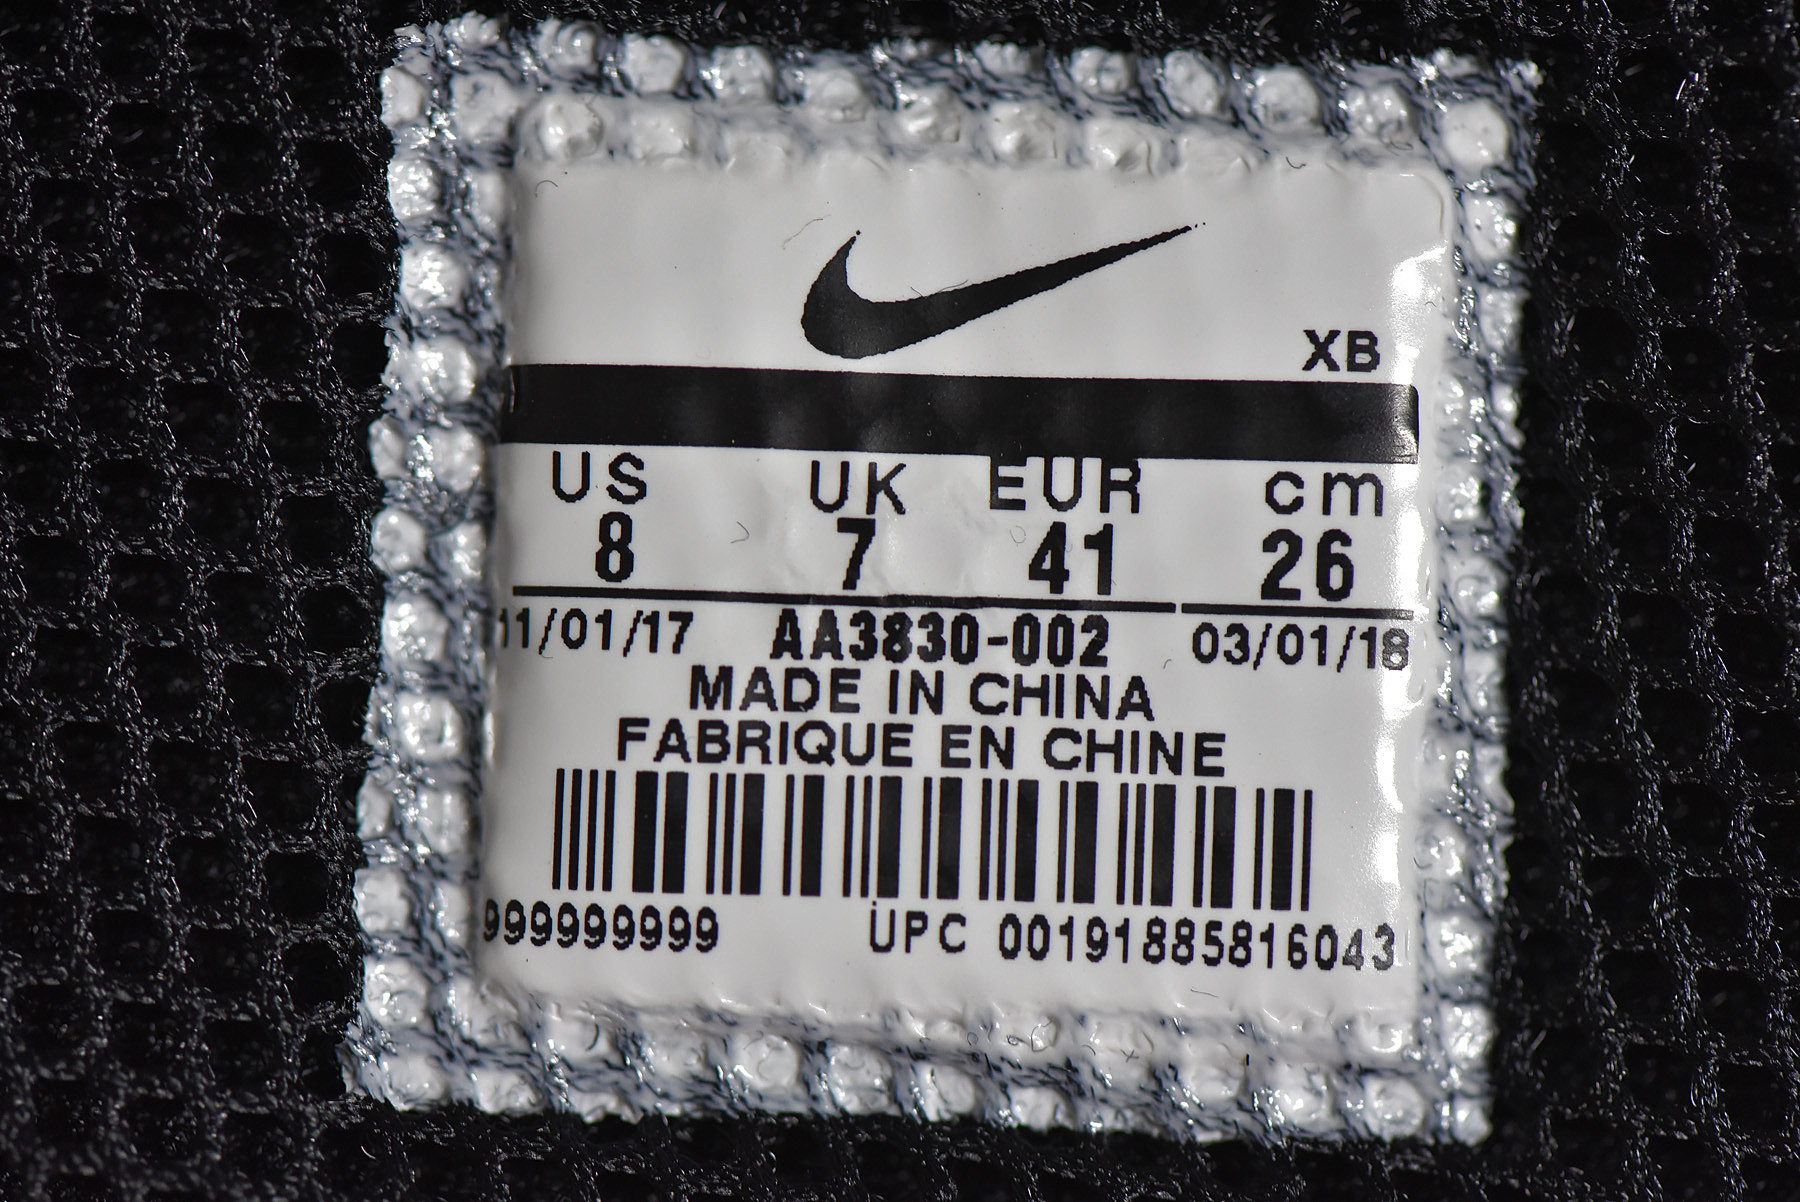 XB
US UK EUR cm
8 7 41 26
11/01/17 AA3830-002 03/01/18
MADE IN CHINA
FABRIQUE EN CHINE
999999999 UPC 00191885816043